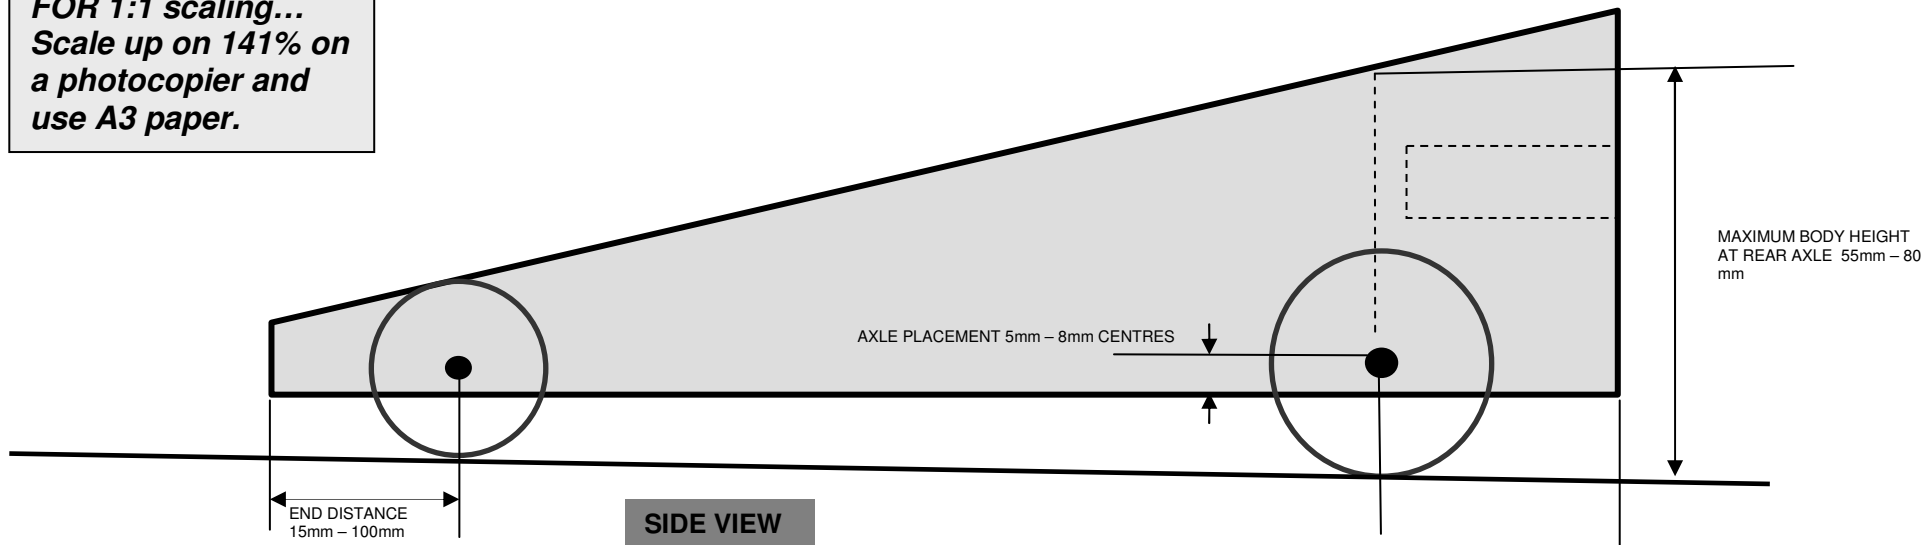 FOR 1:1 scaling...
Scale up on 141% on
a photocopier and
use A3 paper.
MAXIMUM BODY HEIGHT
AT REAR AXLE 55mm – 80
mm
AXLE PLACEMENT 5mm – 8mm CENTRES
END DISTANCE
15mm – 100mm
SIDE VIEW